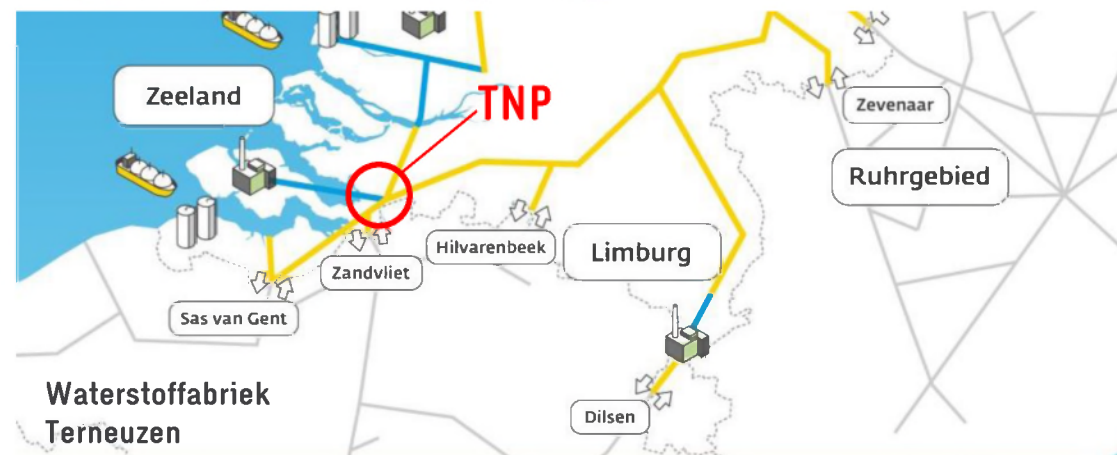 TNP
Zeeland
Zevenaar
Ruhrgebied
Hilvarenbeek
Limburg
Zandvliet
Sas van Gent
Waterstoffabriek
Terneuzen
Dilsen